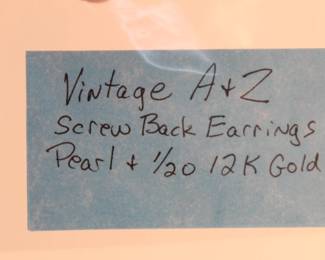 Vintage A+Z
Screw Back Earrings
Pearl + 1/20 12K Gold